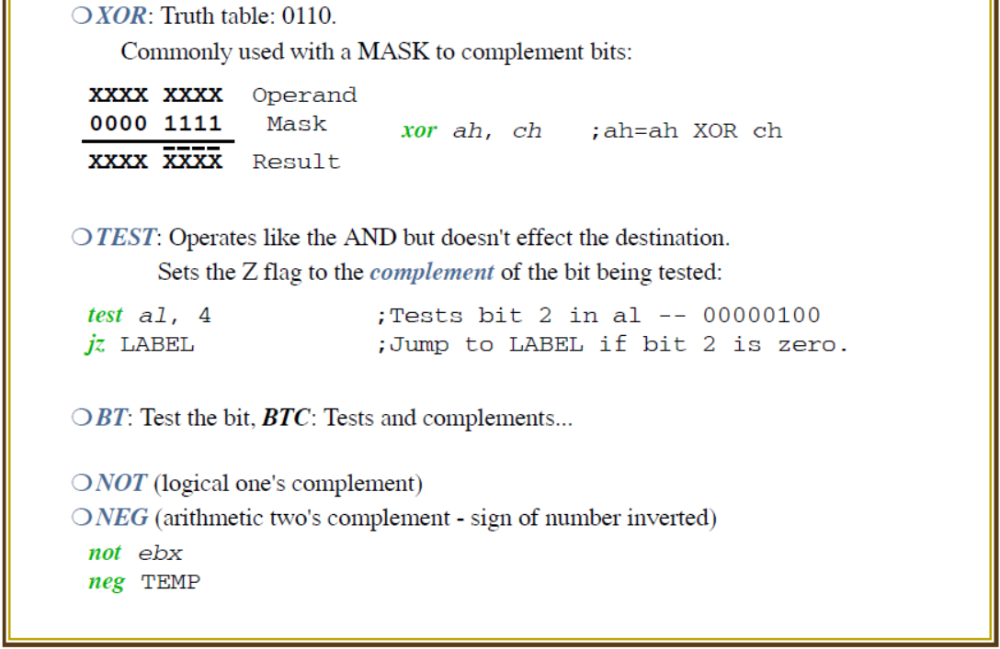 ❍ XOR: Truth table: 0110.
Commonly used with a MASK to complement bits:
XXXX XXXX Operand
0000 1111 Mask
xor ah, ch ;ah=ah XOR ch
XXXX X̅X̅X̅X̅ Result
❍ TEST: Operates like the AND but doesn't effect the destination.
Sets the Z flag to the complement of the bit being tested:
test al, 4 ;Tests bit 2 in al -- 00000100
jz LABEL ;Jump to LABEL if bit 2 is zero.
❍ BT: Test the bit, BTC: Tests and complements...
❍ NOT (logical one's complement)
❍ NEG (arithmetic two's complement - sign of number inverted)
not ebx
neg TEMP